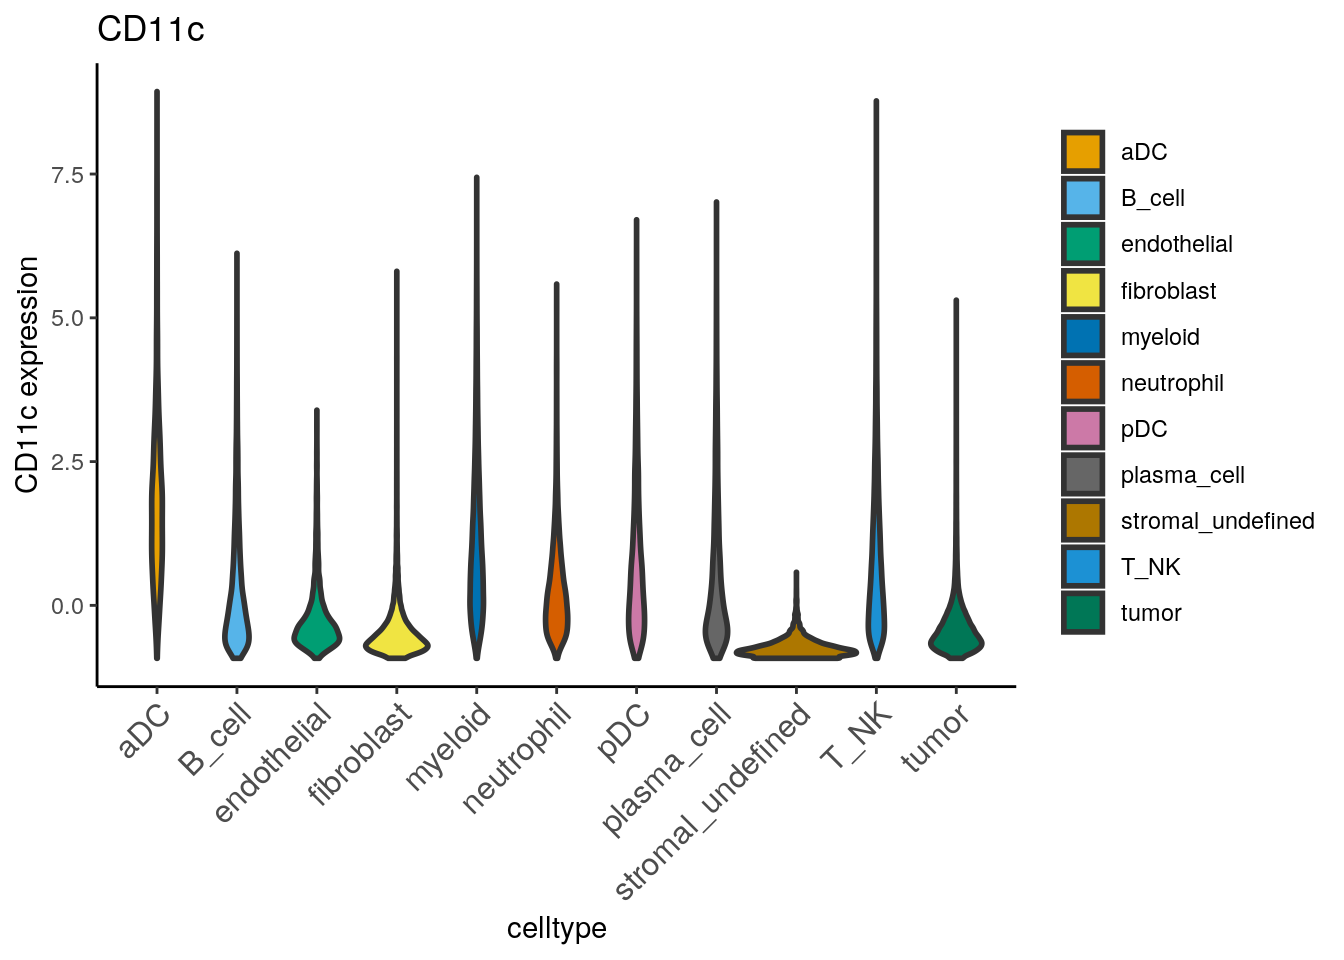 CD11c
CD11c expression
7.5
5.0
2.5
0.0
aDC
B_cell
endothelial
fibroblast
myeloid
neutrophil
pDC
plasma_cell
stromal_undefined
T_NK
tumor
celltype
aDC
B_cell
endothelial
fibroblast
myeloid
neutrophil
pDC
plasma_cell
stromal_undefined
T_NK
tumor